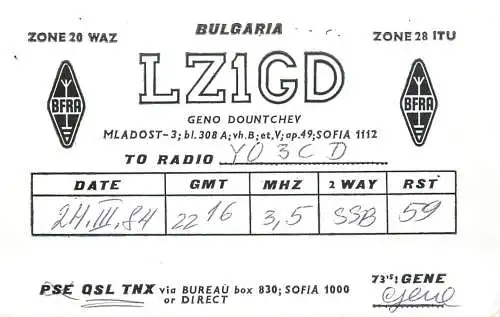 BULGARIA
ZONE 20 WAZ
ZONE 28 ITU
LZ1GD
BFRA
BFRA
GENO DOUNTCHEV
MLADOST-3; bl. 308 A; vh. B; et, V; ap. 49; SOFIA 1112
TO RADIO YO3CD
DATE GMT MHZ 2 WAY RST
24.III.84 22 16 3,5 SSB 59
PSE QSL TNX via BUREAU box 830; SOFIA 1000
or DIRECT
73'S! GENE
Gene